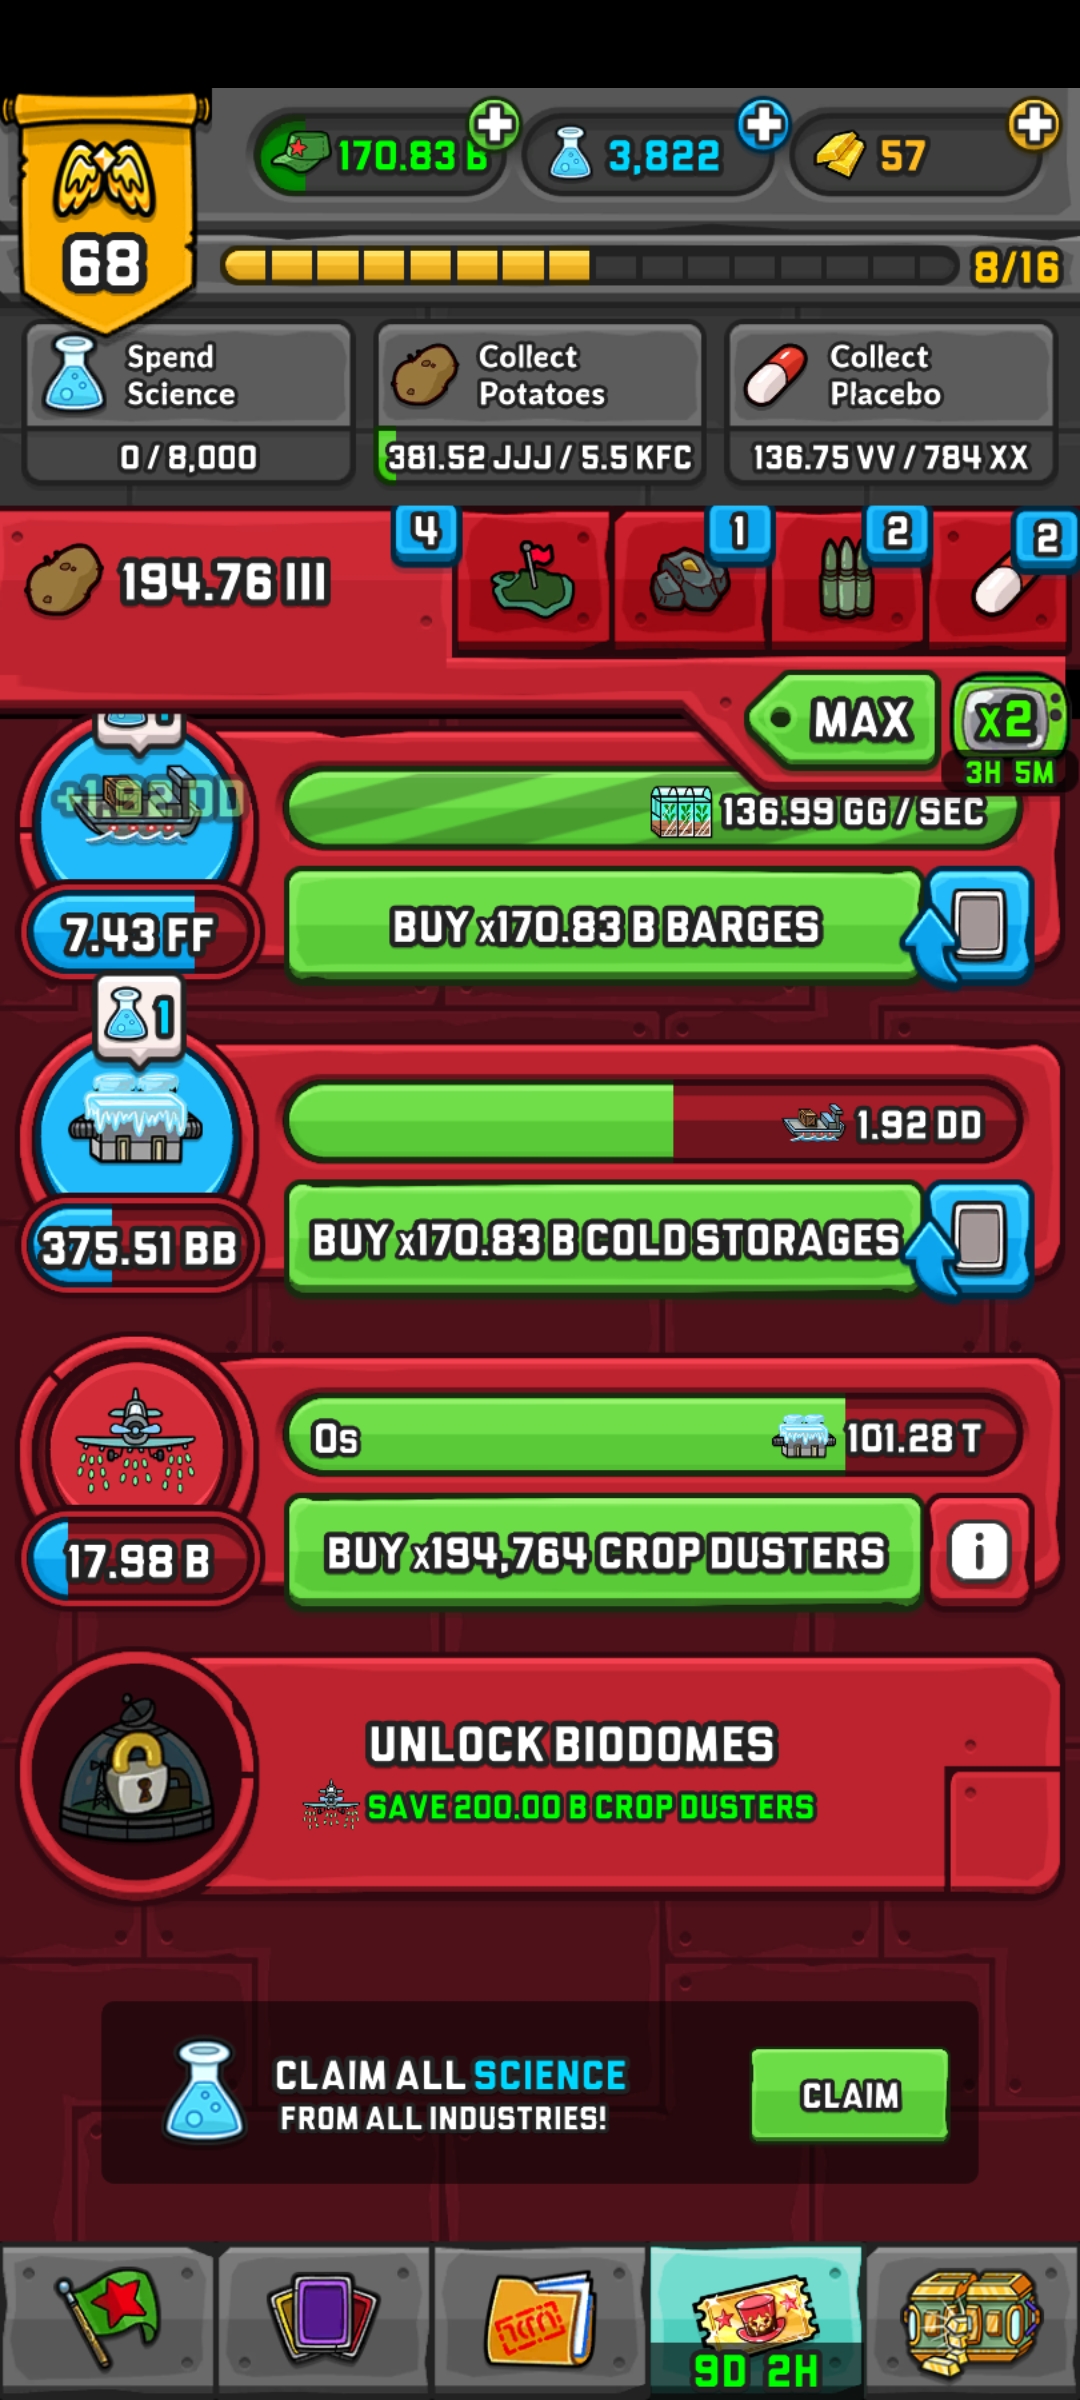 170.83 B
3,822
57
68
8/16
Spend
Science
0 / 8,000
Collect
Potatoes
381.52 JJJ / 5.5 KFC
Collect
Placebo
136.75 VV / 784 XX
194.76 III
4
1
2
2
MAX
x2
3H 5M
+1.92 DD
136.99 GG / SEC
7.43 FF
BUY x170.83 B BARGES
1
1.92 DD
375.51 BB
BUY x170.83 B COLD STORAGES
0s
101.28 T
17.98 B
BUY x194,764 CROP DUSTERS
i
UNLOCK BIODOMES
SAVE 200.00 B CROP DUSTERS
CLAIM ALL SCIENCE
FROM ALL INDUSTRIES!
CLAIM
9D 2H